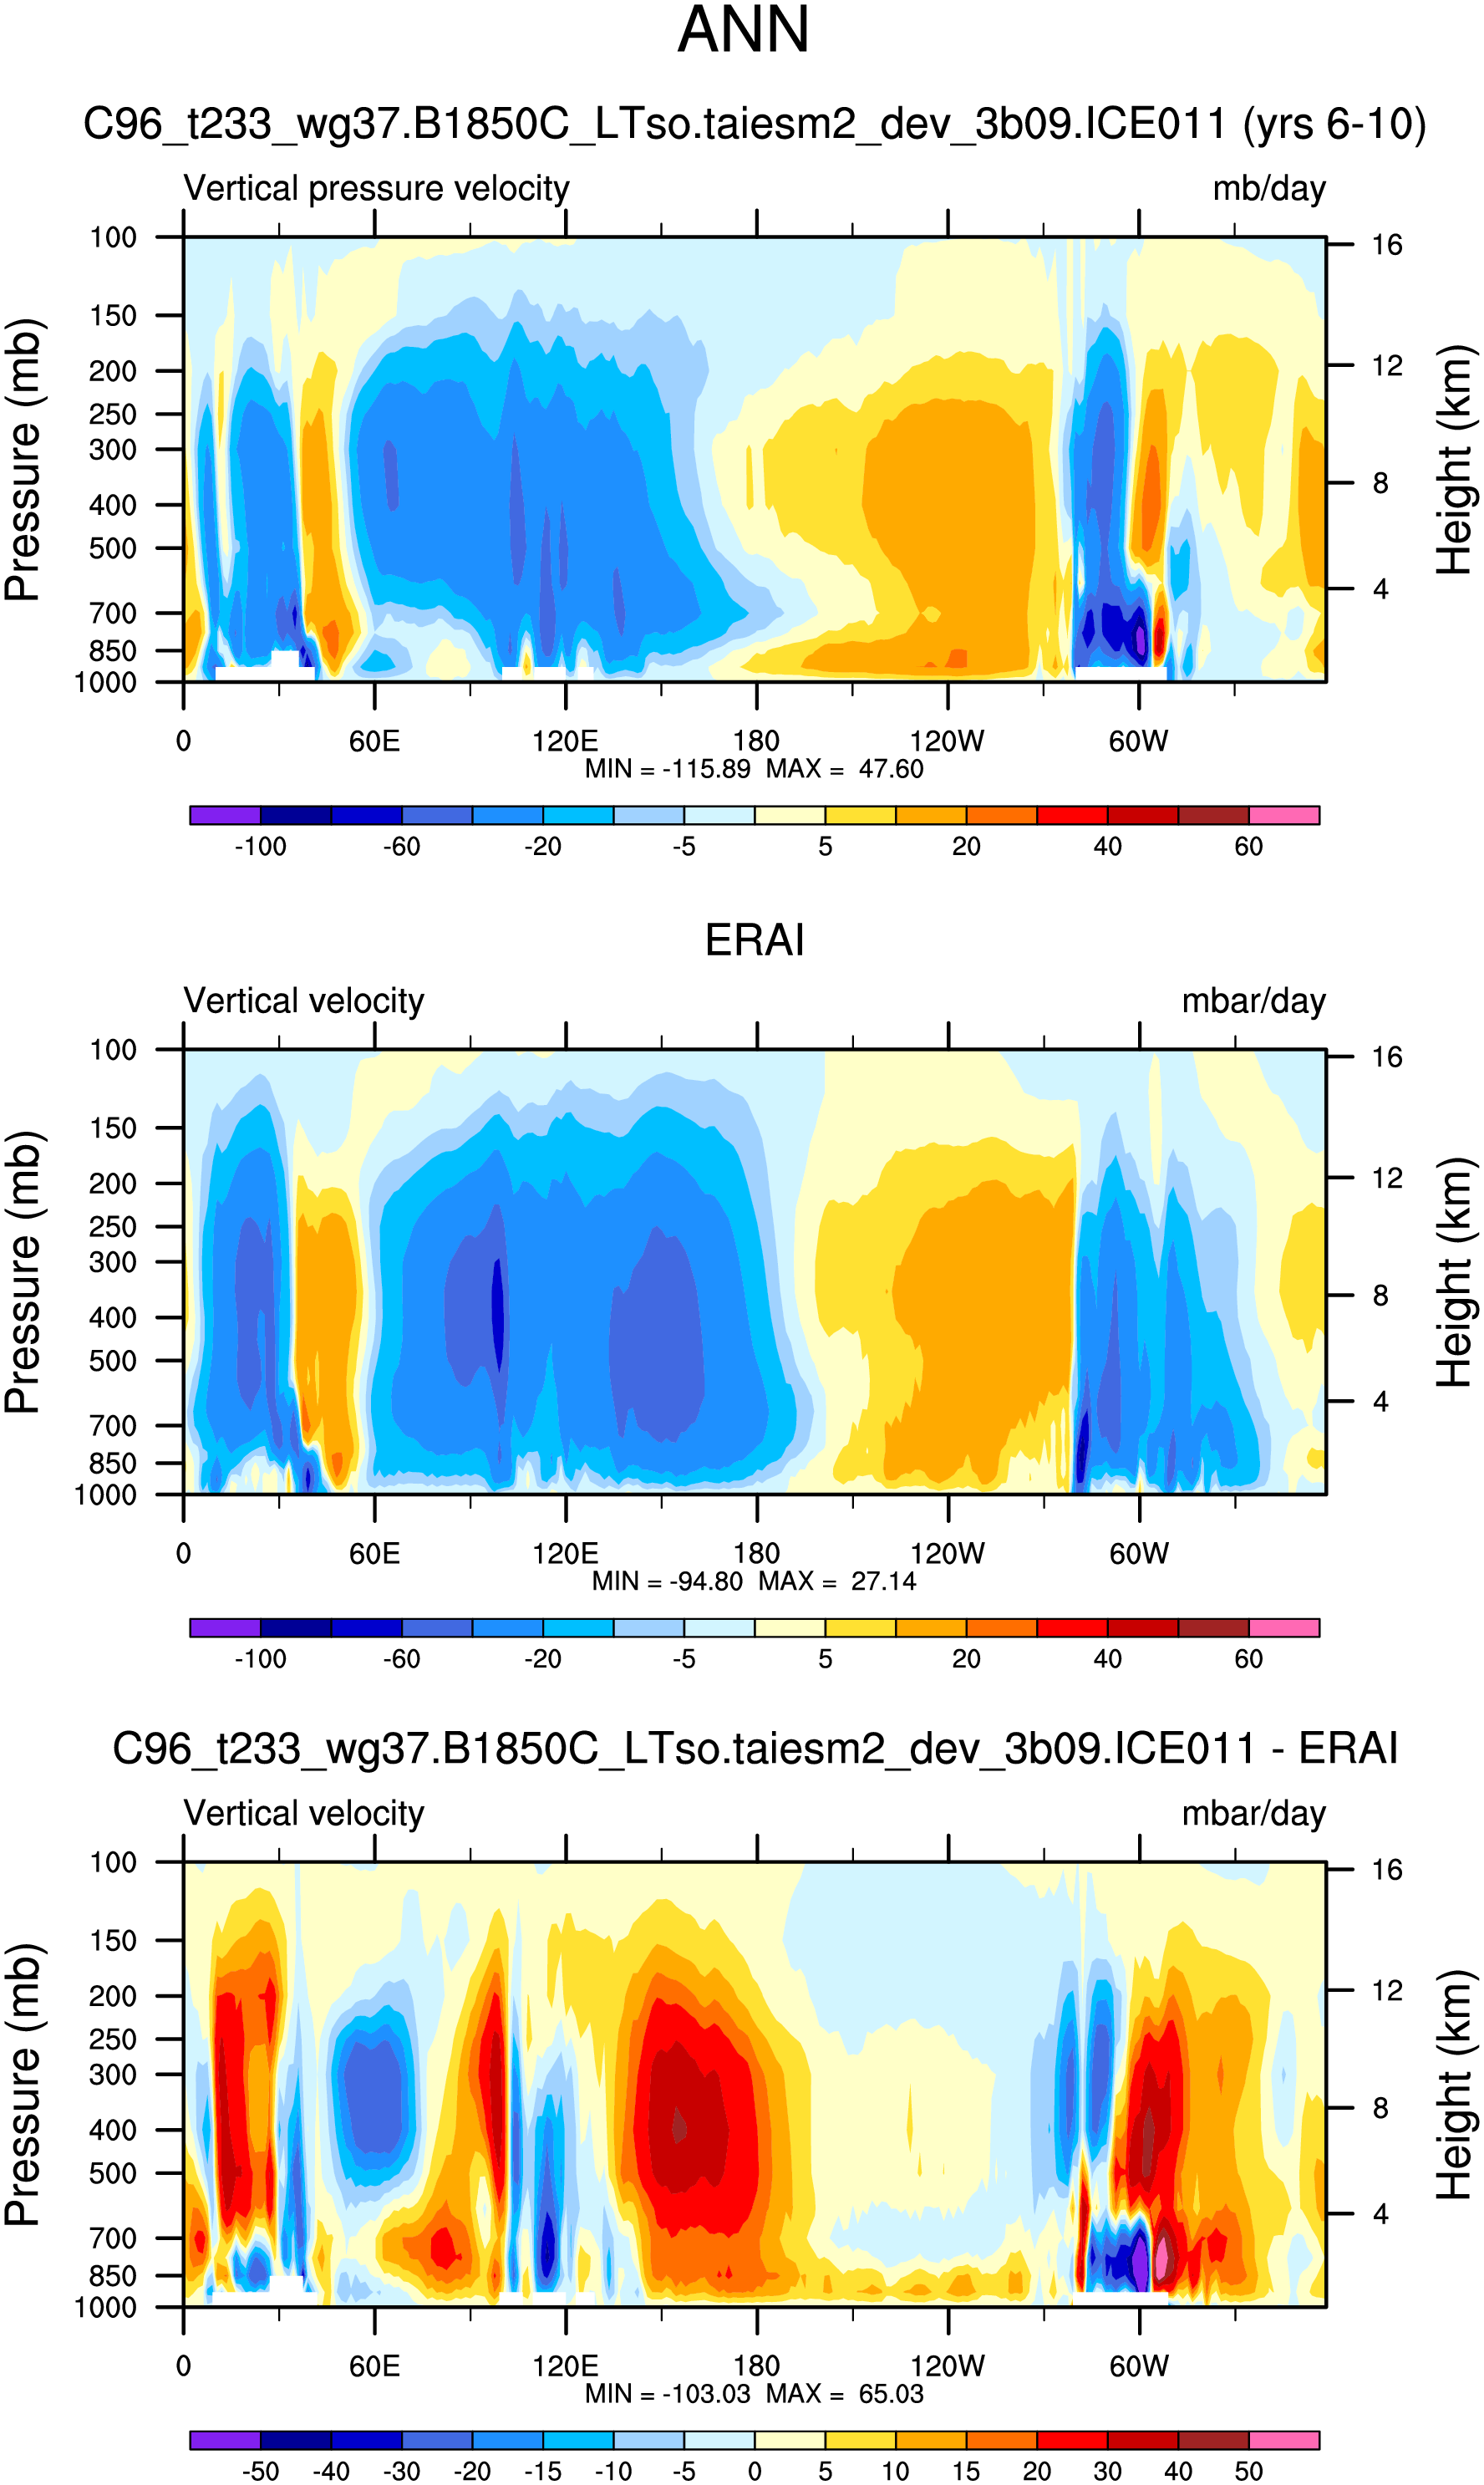 ANN
C96_t233_wg37.B1850C_LTso.taiesm2_dev_3b09.ICE011 (yrs 6-10)
Vertical pressure velocity mb/day
Pressure (mb)
100
150
200
250
300
400
500
700
850
1000
16
12
8
4
Height (km)
0 60E 120E 180 120W 60W
MIN = -115.89 MAX = 47.60
-100 -60 -20 -5 5 20 40 60
ERAI
Vertical velocity mbar/day
Pressure (mb)
100
150
200
250
300
400
500
700
850
1000
16
12
8
4
Height (km)
0 60E 120E 180 120W 60W
MIN = -94.80 MAX = 27.14
-100 -60 -20 -5 5 20 40 60
C96_t233_wg37.B1850C_LTso.taiesm2_dev_3b09.ICE011 - ERAI
Vertical velocity mbar/day
Pressure (mb)
100
150
200
250
300
400
500
700
850
1000
16
12
8
4
Height (km)
0 60E 120E 180 120W 60W
MIN = -103.03 MAX = 65.03
-50 -40 -30 -20 -15 -10 -5 0 5 10 15 20 30 40 50